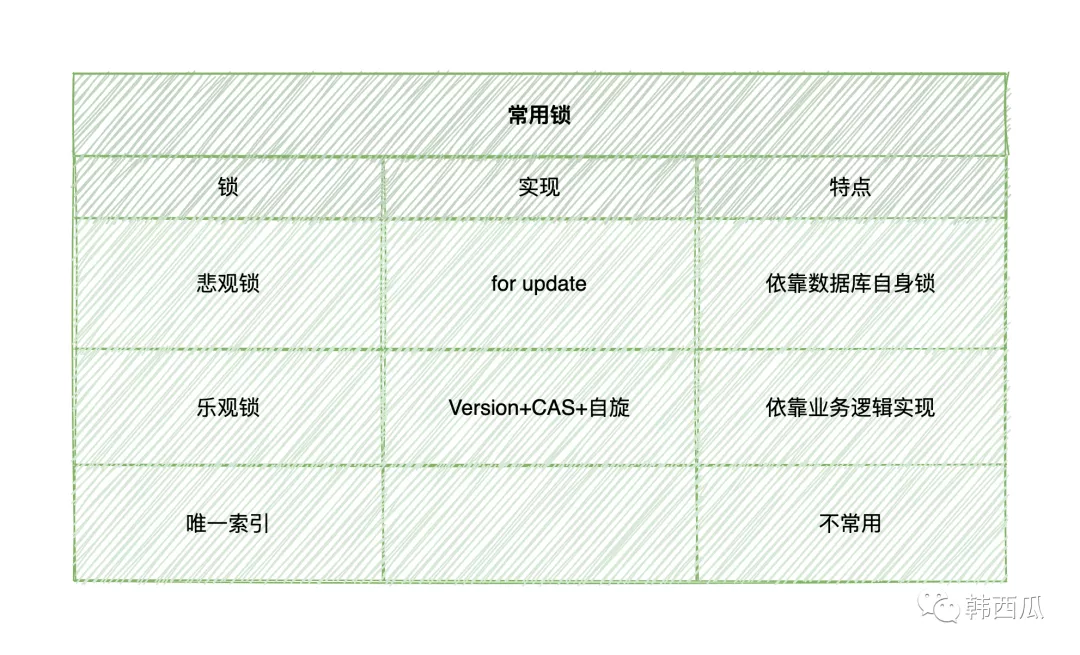 常用锁
锁 实现 特点
悲观锁 for update 依靠数据库自身锁
乐观锁 Version+CAS+自旋 依靠业务逻辑实现
唯一索引 不常用
韩西瓜